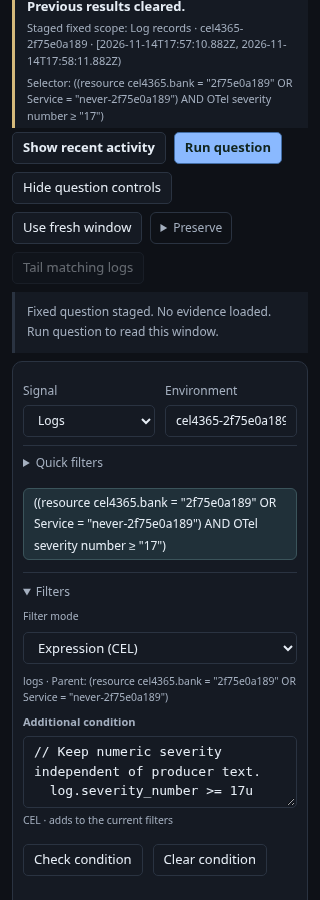 Previous results cleared.
Staged fixed scope: Log records · cel4365-
2f75e0a189 · [2026-11-14T17:57:10.882Z, 2026-11-
14T17:58:11.882Z)
Selector: ((resource cel4365.bank = "2f75e0a189" OR
Service = "never-2f75e0a189") AND OTel severity
number ≥ "17")
Show recent activity
Run question
Hide question controls
Use fresh window
▶ Preserve
Tail matching logs
Fixed question staged. No evidence loaded.
Run question to read this window.
Signal
Environment
Logs
cel4365-2f75e0a189
▶ Quick filters
((resource cel4365.bank = "2f75e0a189" OR
Service = "never-2f75e0a189") AND OTel
severity number ≥ "17")
▼ Filters
Filter mode
Expression (CEL)
logs · Parent: (resource cel4365.bank = "2f75e0a189" OR
Service = "never-2f75e0a189")
Additional condition
// Keep numeric severity
independent of producer text.
log.severity_number >= 17u
CEL · adds to the current filters
Check condition
Clear condition